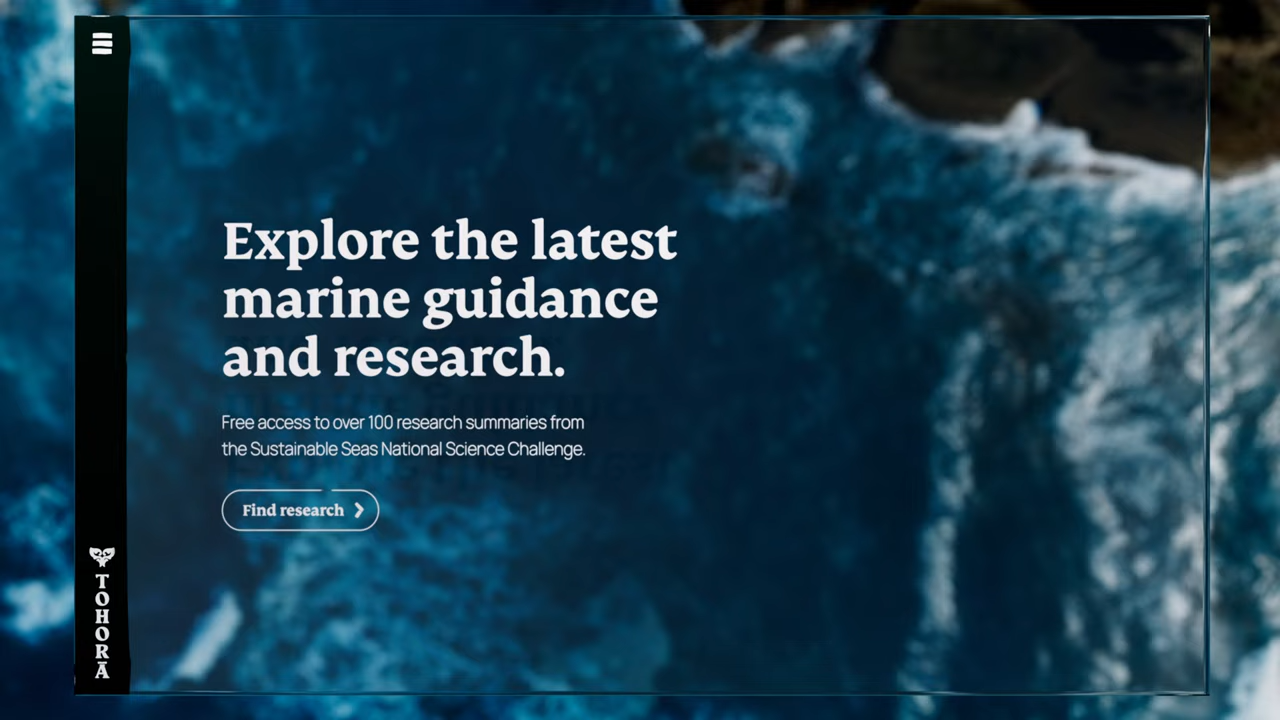 Explore the latest
marine guidance
and research.
Free access to over 100 research summaries from
the Sustainable Seas National Science Challenge.
Find research
TOHORĀ